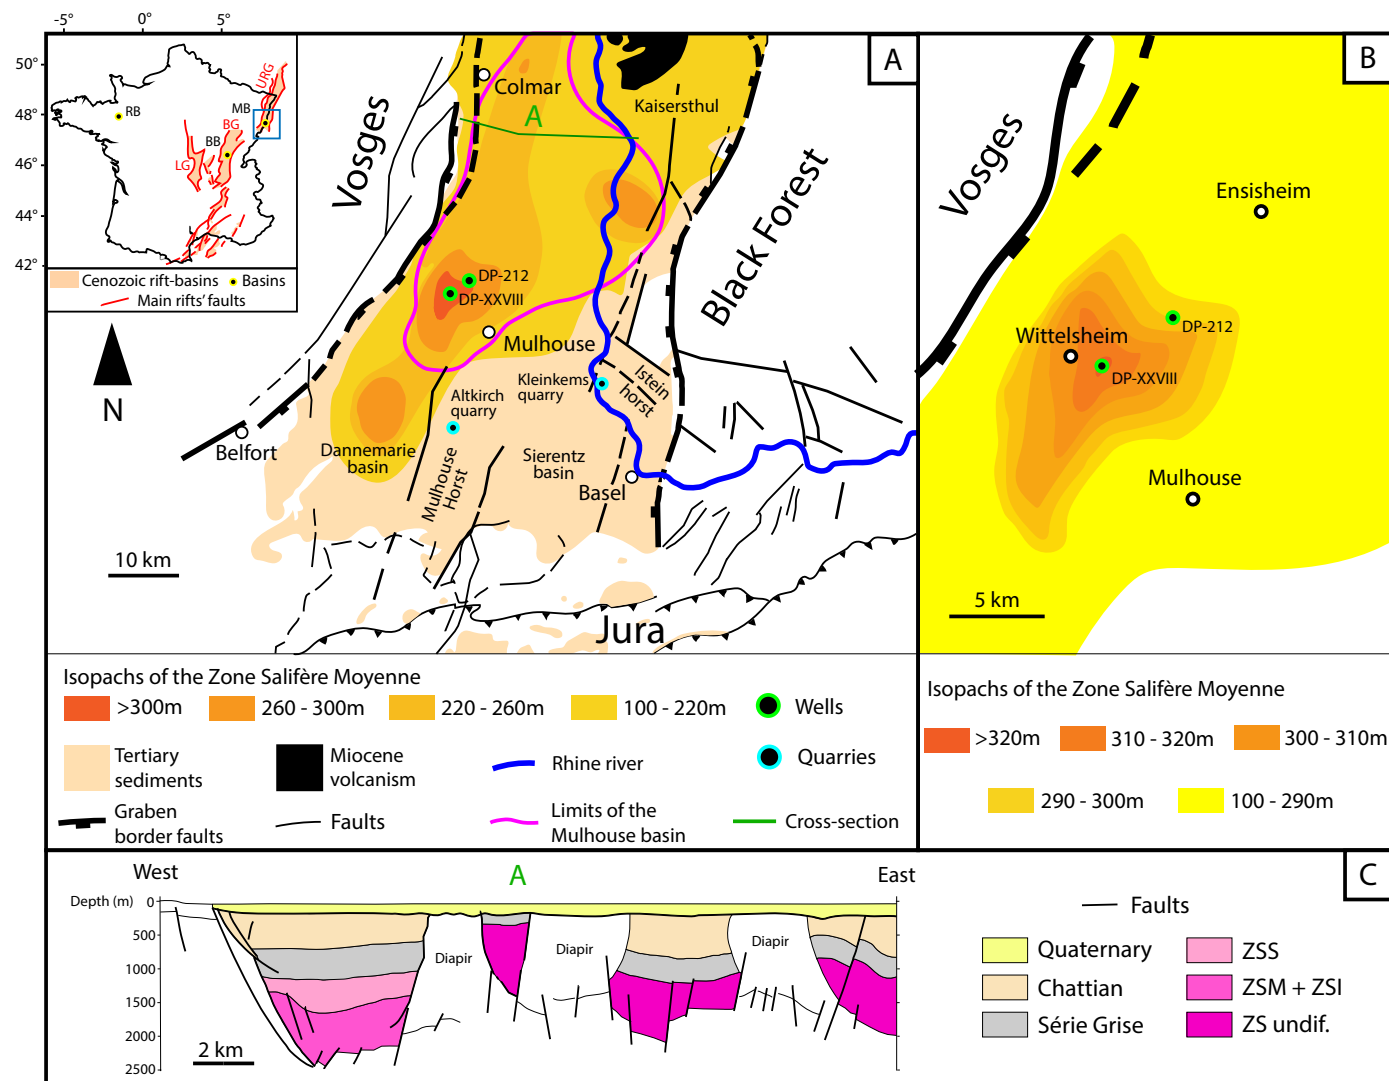 -5°
0°
5°
50°
48°
46°
44°
42°
RB
MB
URG
BG
BB
LG
Cenozoic rift-basins
Basins
Main rifts' faults
N
A
Colmar
Kaisersthul
A
Vosges
Black Forest
DP-212
DP-XXVIII
Mulhouse
Kleinkems
quarry
Istein
horst
Altkirch
quarry
Belfort
Dannemarie
basin
Mulhouse
Horst
Sierentz
basin
Basel
10 km
Jura
B
Vosges
Ensisheim
Wittelsheim
DP-212
DP-XXVIII
Mulhouse
5 km
Isopachs of the Zone Salifère Moyenne
>300m
260 - 300m
220 - 260m
100 - 220m
Wells
Tertiary
sediments
Miocene
volcanism
Rhine river
Quarries
Graben
border faults
Faults
Limits of the
Mulhouse basin
Cross-section
Isopachs of the Zone Salifère Moyenne
>320m
310 - 320m
300 - 310m
290 - 300m
100 - 290m
C
West
A
East
Depth (m)
0
500
1000
1500
2000
2500
Diapir
Diapir
Diapir
2 km
Faults
Quaternary
ZSS
Chattian
ZSM + ZSI
Série Grise
ZS undif.